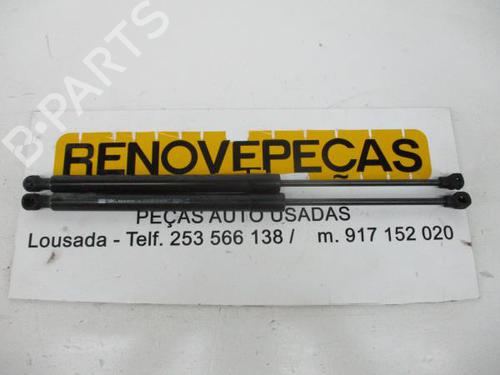 B-PARTS
RENOVEPEÇAS
PEÇAS AUTO USADAS
Lousada - Telf. 253 566 138 / m. 917 152 020